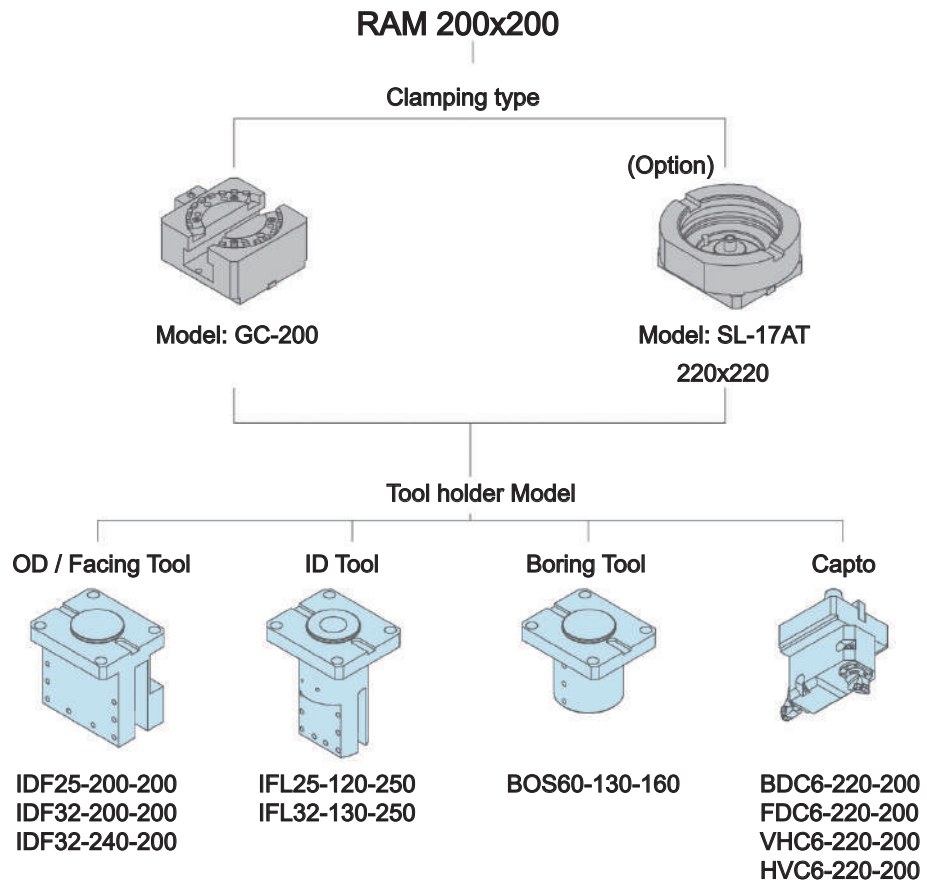 RAM 200x200
Clamping type
(Option)
Model: GC-200
Model: SL-17AT
220x220
Tool holder Model
OD / Facing Tool
ID Tool
Boring Tool
Capto
IDF25-200-200
IDF32-200-200
IDF32-240-200
IFL25-120-250
IFL32-130-250
BOS60-130-160
BDC6-220-200
FDC6-220-200
VHC6-220-200
HVC6-220-200